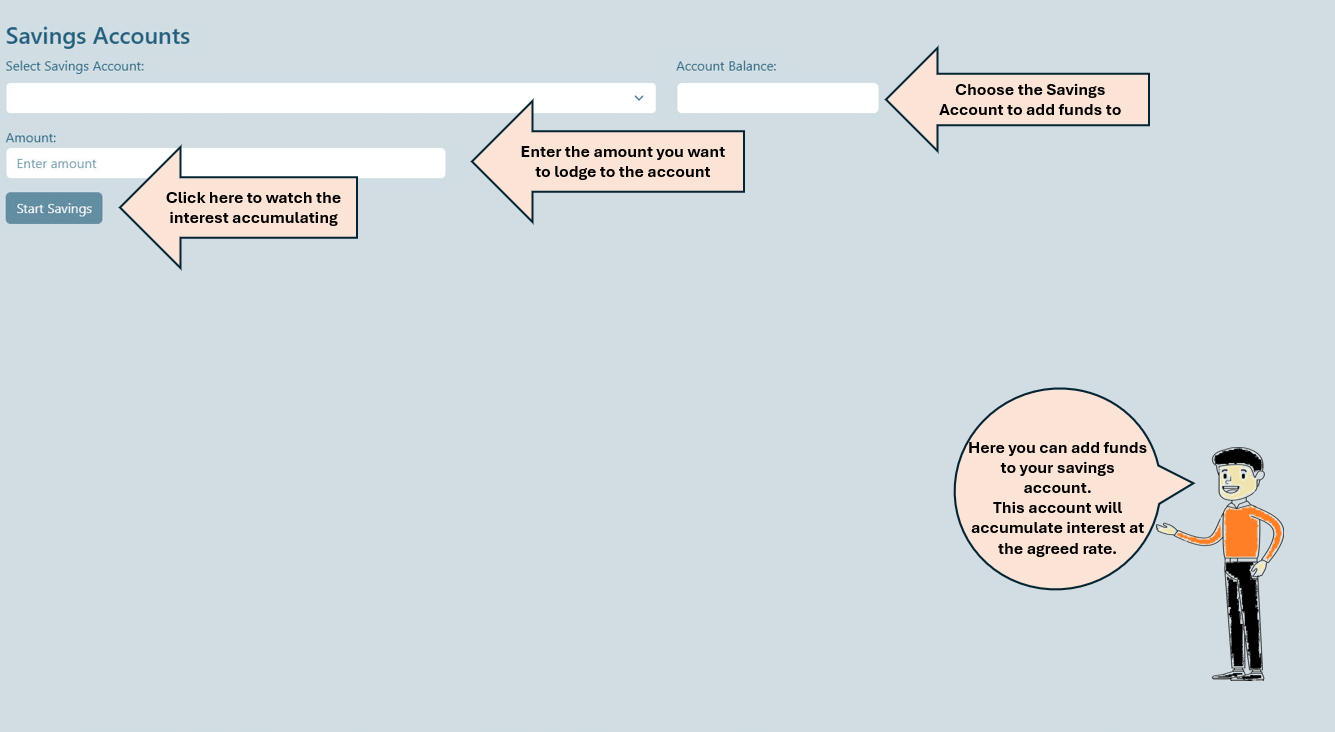 Savings Accounts
Select Savings Account:
Account Balance:
Choose the Savings
Account to add funds to
Amount:
Enter amount
Enter the amount you want
to lodge to the account
Start Savings
Click here to watch the
interest accumulating
Here you can add funds
to your savings
account.
This account will
accumulate interest at
the agreed rate.